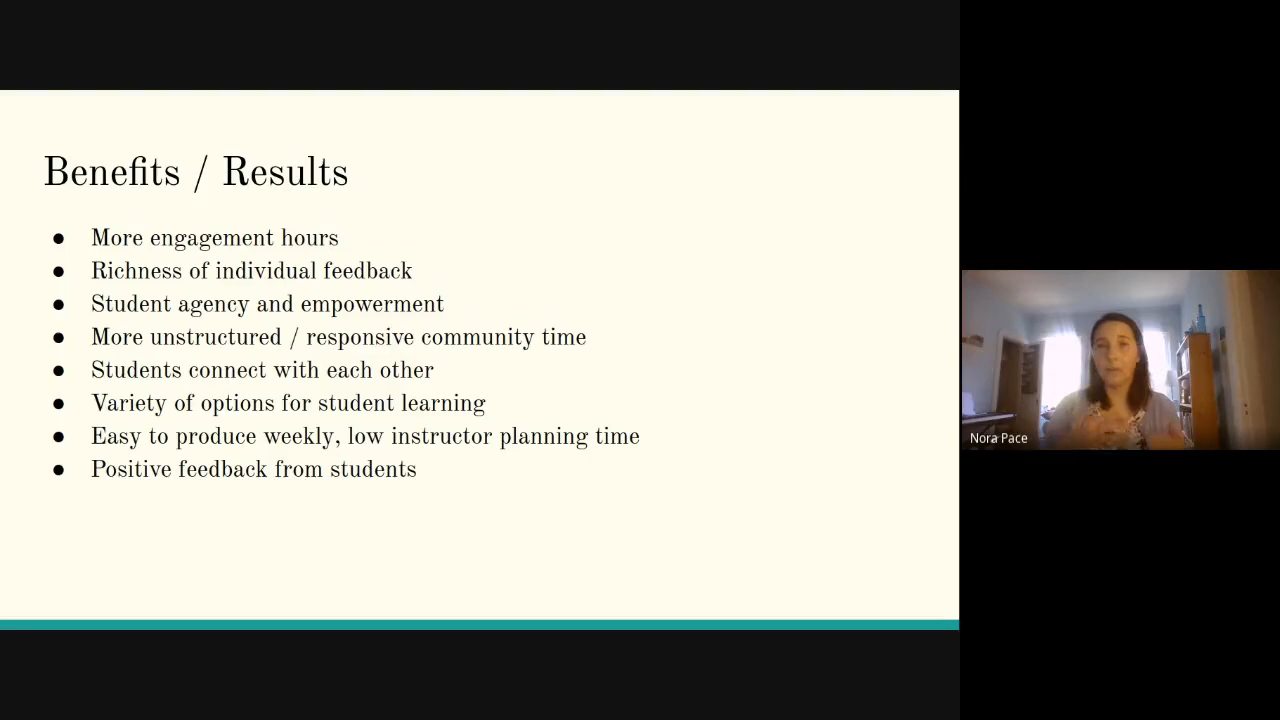 Benefits / Results
● More engagement hours
● Richness of individual feedback
● Student agency and empowerment
● More unstructured / responsive community time
● Students connect with each other
● Variety of options for student learning
● Easy to produce weekly, low instructor planning time
● Positive feedback from students
Nora Pace